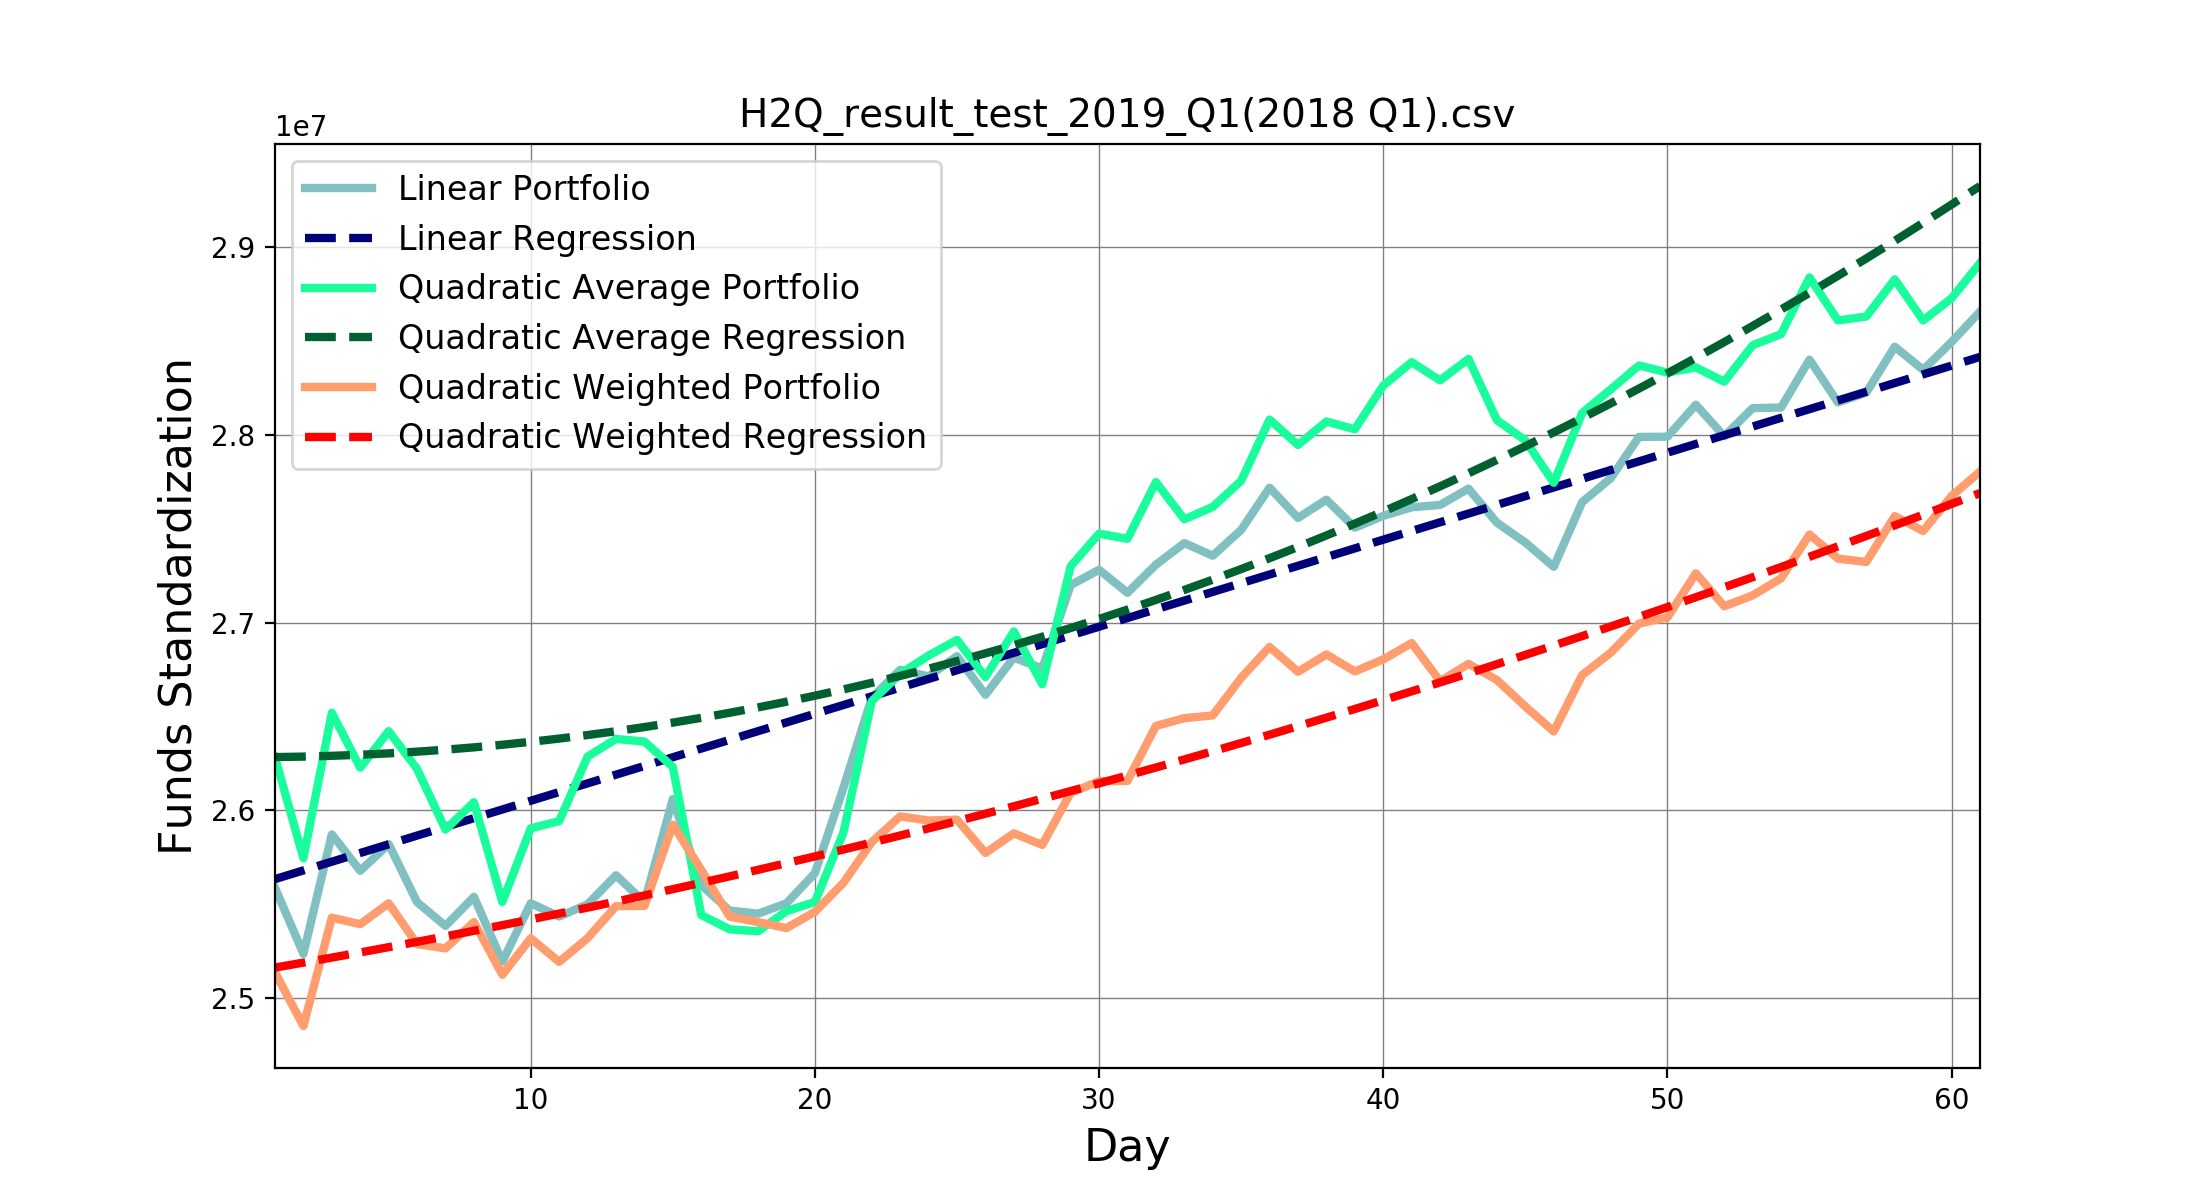 H2Q_result_test_2019_Q1(2018 Q1).csv
1e7
Linear Portfolio
Linear Regression
Quadratic Average Portfolio
Quadratic Average Regression
Quadratic Weighted Portfolio
Quadratic Weighted Regression
2.9
2.8
2.7
2.6
2.5
Funds Standardization
10 20 30 40 50 60
Day